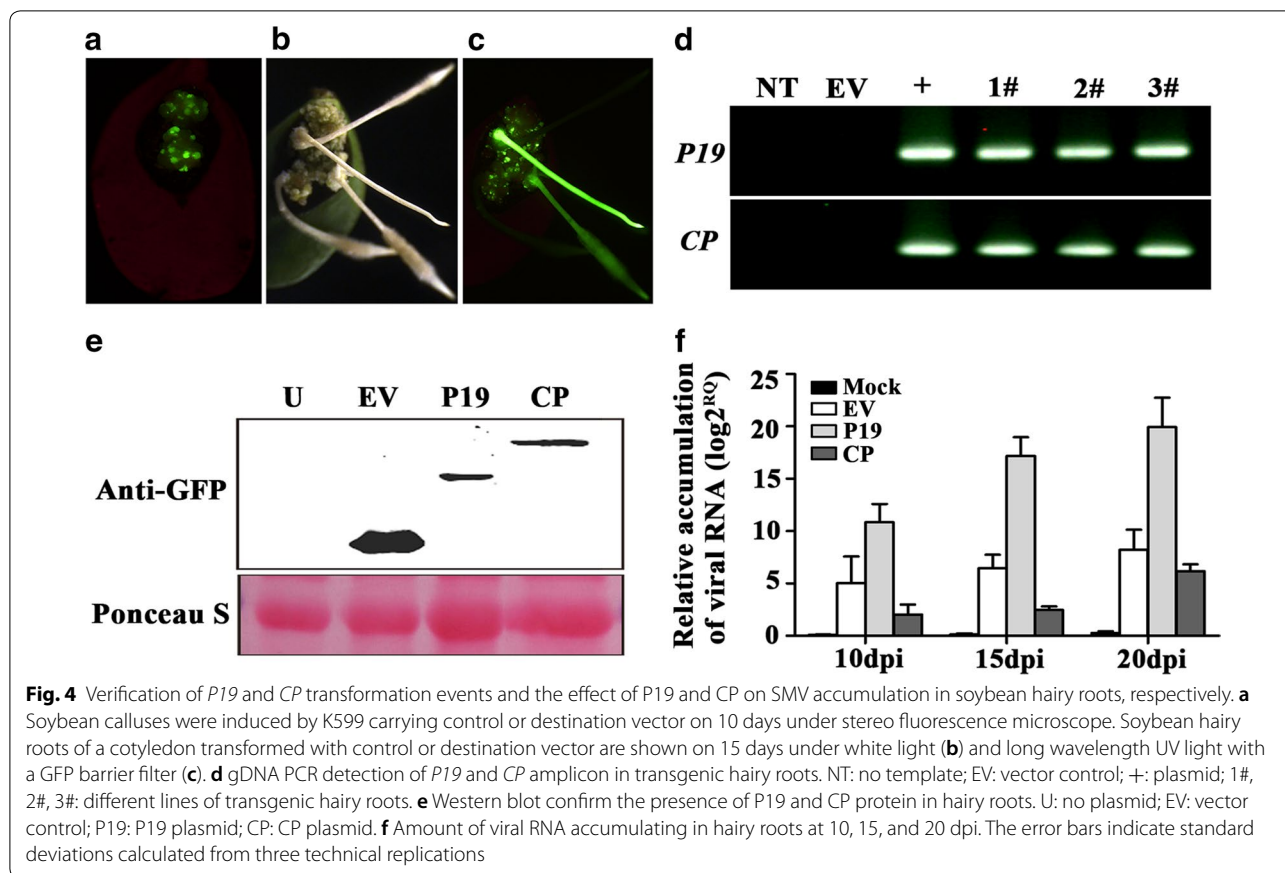 a
b
c
d
NT EV + 1# 2# 3#
P19
CP
e
U EV P19 CP
Anti-GFP
Ponceau S
f
Relative accumulation
of viral RNA (log2^RQ)
25
20
15
10
5
0
Mock
EV
P19
CP
10dpi 15dpi 20dpi
Fig. 4 Verification of P19 and CP transformation events and the effect of P19 and CP on SMV accumulation in soybean hairy roots, respectively. a
Soybean calluses were induced by K599 carrying control or destination vector on 10 days under stereo fluorescence microscope. Soybean hairy
roots of a cotyledon transformed with control or destination vector are shown on 15 days under white light (b) and long wavelength UV light with
a GFP barrier filter (c). d gDNA PCR detection of P19 and CP amplicon in transgenic hairy roots. NT: no template; EV: vector control; +: plasmid; 1#,
2#, 3#: different lines of transgenic hairy roots. e Western blot confirm the presence of P19 and CP protein in hairy roots. U: no plasmid; EV: vector
control; P19: P19 plasmid; CP: CP plasmid. f Amount of viral RNA accumulating in hairy roots at 10, 15, and 20 dpi. The error bars indicate standard
deviations calculated from three technical replications